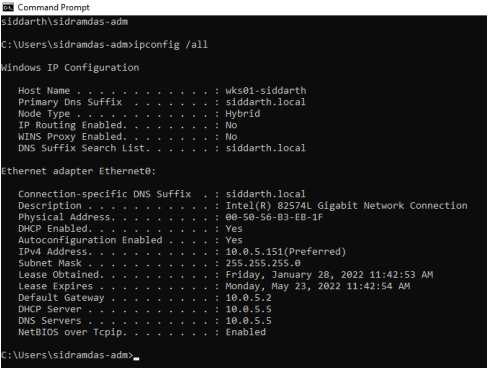 Command Prompt
siddarth\sidramdas-adm
C:\Users\sidramdas-adm>ipconfig /all
Windows IP Configuration
Host Name . . . . . . . . . . . . : wks01-siddarth
Primary Dns Suffix  . . . . . . . : siddarth.local
Node Type . . . . . . . . . . . . : Hybrid
IP Routing Enabled. . . . . . . . : No
WINS Proxy Enabled. . . . . . . . : No
DNS Suffix Search List. . . . . . : siddarth.local
Ethernet adapter Ethernet0:
Connection-specific DNS Suffix  . : siddarth.local
Description . . . . . . . . . . . : Intel(R) 82574L Gigabit Network Connection
Physical Address. . . . . . . . . : 00-50-56-B3-EB-1F
DHCP Enabled. . . . . . . . . . . : Yes
Autoconfiguration Enabled . . . . : Yes
IPv4 Address. . . . . . . . . . . : 10.0.5.151(Preferred)
Subnet Mask . . . . . . . . . . . : 255.255.255.0
Lease Obtained. . . . . . . . . . : Friday, January 28, 2022 11:42:53 AM
Lease Expires . . . . . . . . . . : Monday, May 23, 2022 11:42:54 AM
Default Gateway . . . . . . . . . : 10.0.5.2
DHCP Server . . . . . . . . . . . : 10.0.5.5
DNS Servers . . . . . . . . . . . : 10.0.5.5
NetBIOS over Tcpip. . . . . . . . : Enabled
C:\Users\sidramdas-adm>